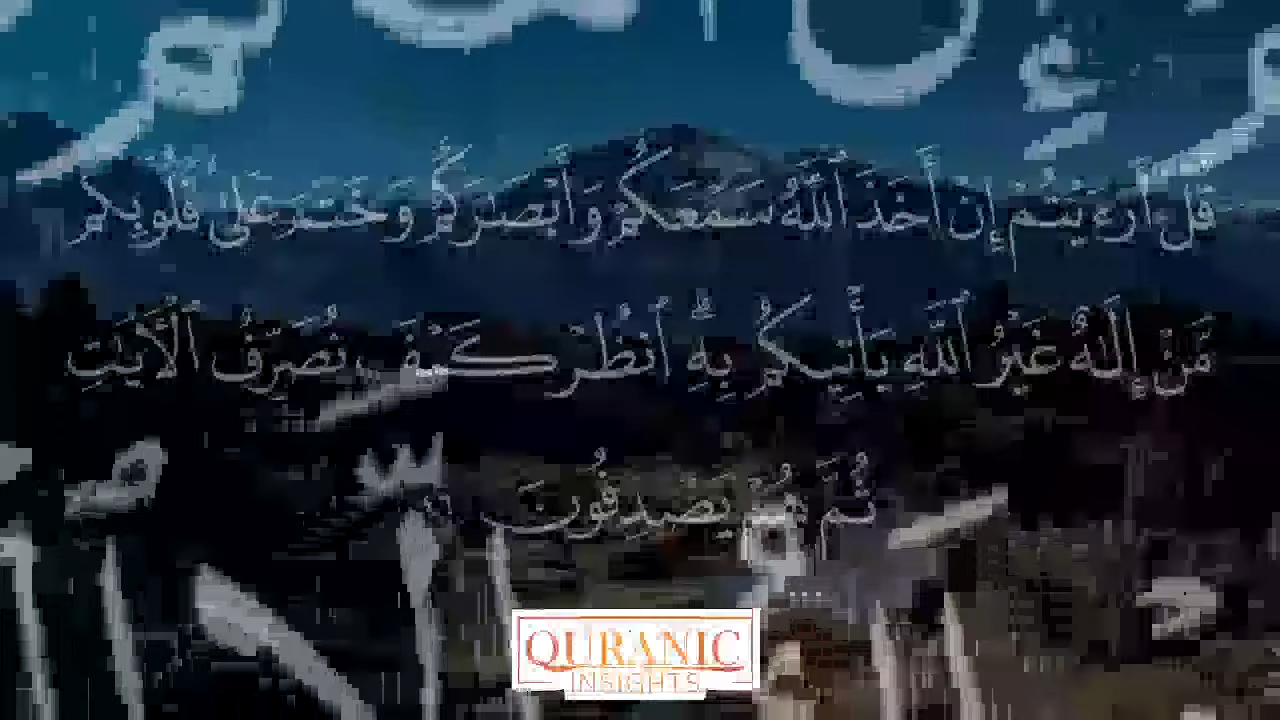 قُلْ أَرَءَيْتُمْ إِنْ أَخَذَ ٱللَّهُ سَمْعَكُمْ وَأَبْصَٰرَكُمْ وَخَتَمَ عَلَىٰ قُلُوبِكُم
مَّنْ إِلَٰهٌ غَيْرُ ٱللَّهِ يَأْتِيكُم بِهِ ۗ ٱنظُرْ كَيْفَ نُصَرِّفُ ٱلْءَايَٰتِ
ثُمَّ هُمْ يَصْدِفُونَ
QURANIC
INSIGHTS